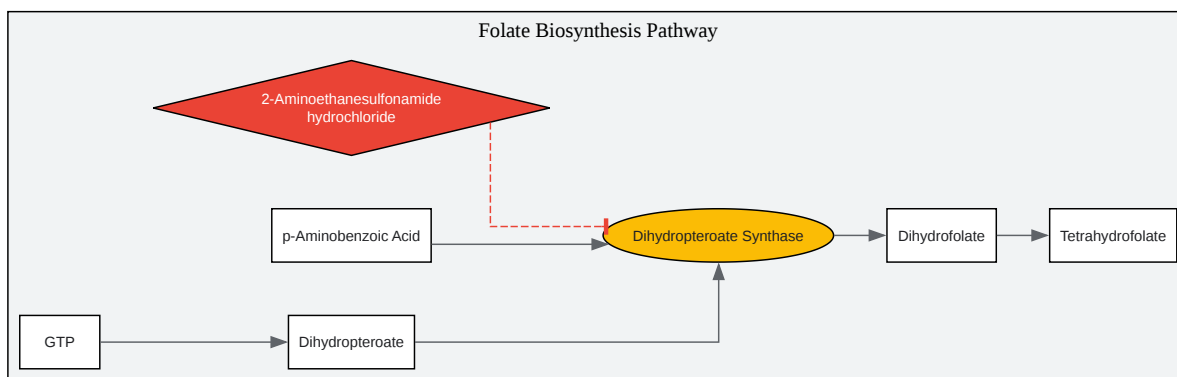 Folate Biosynthesis Pathway
2-Aminoethanesulfonamide
hydrochloride
p-Aminobenzoic Acid
Dihydropteroate Synthase
Dihydrofolate
Tetrahydrofolate
GTP
Dihydropteroate